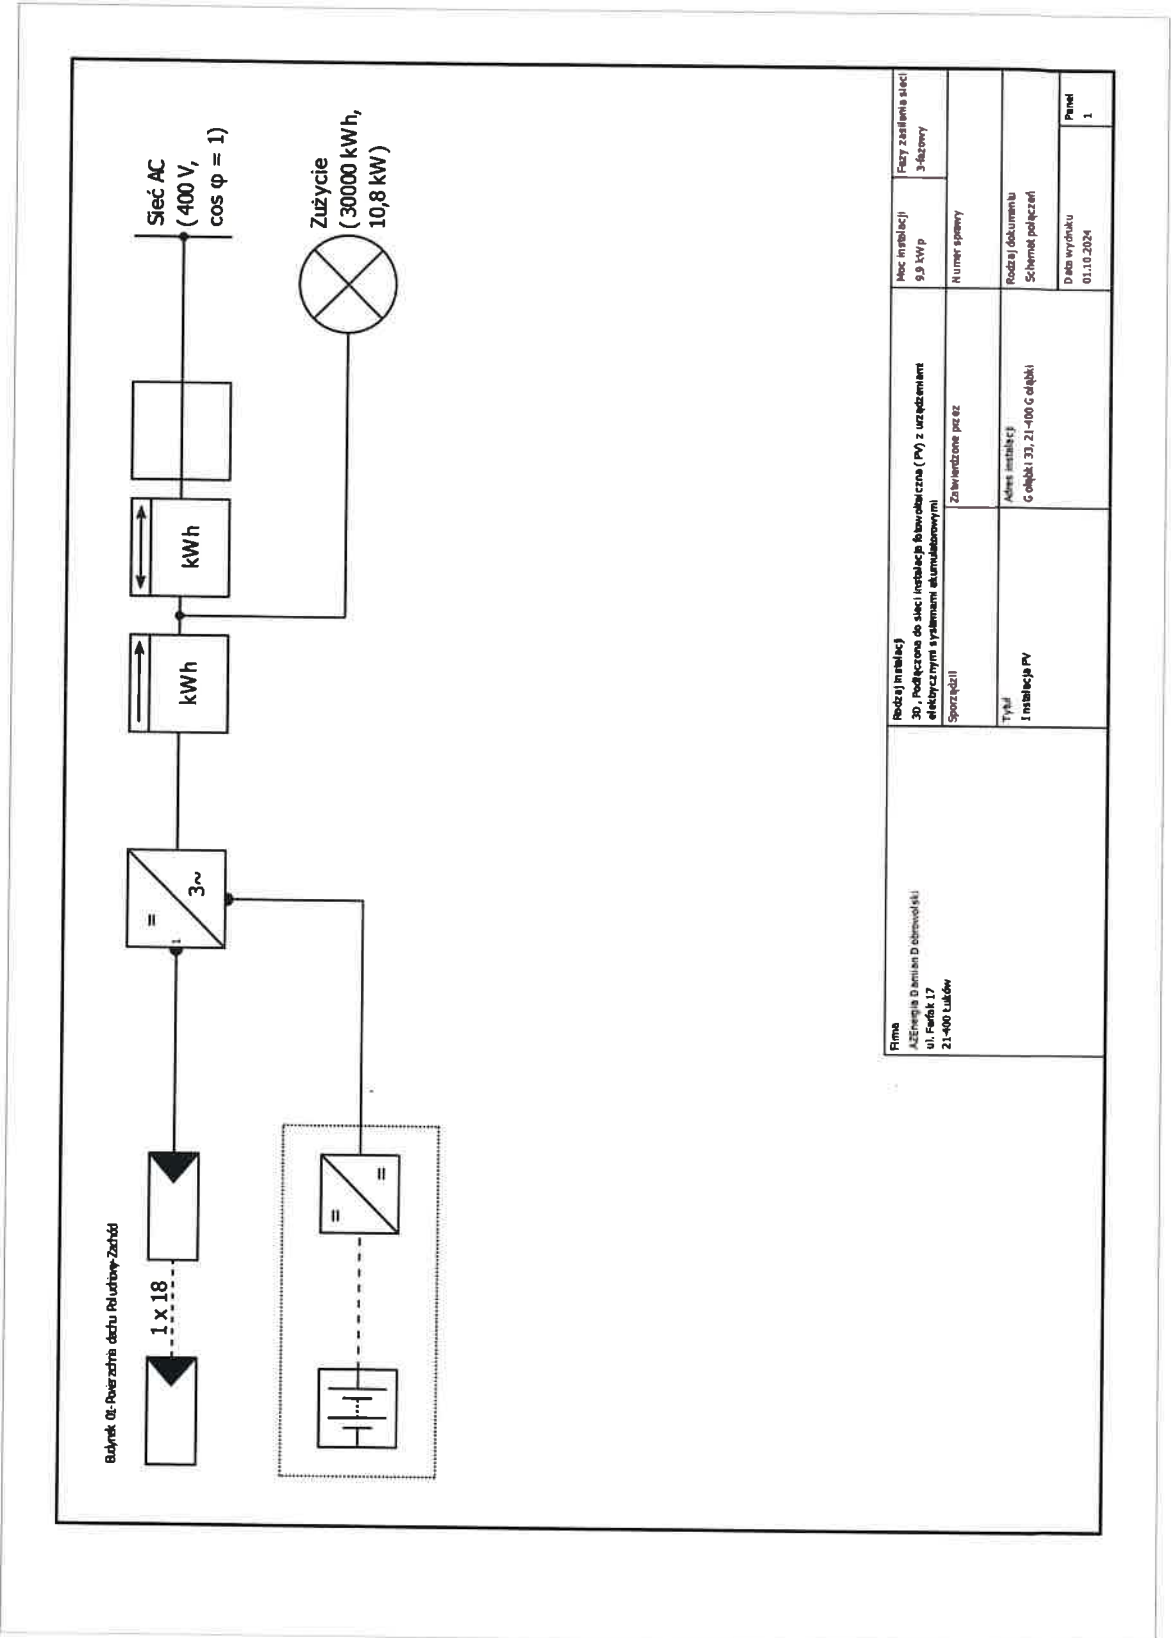 Budynek 01-Powierzchnia dachu Południowy-Zachód
1 x 18
=
1
3~
=
=
kWh
kWh
Sieć AC
(400 V,
cos φ = 1)
Zużycie
(30000 kWh,
10,8 kW)
Firma
AZEnergia Damian Dobrowolski
ul. Farfak 17
21-400 Łuków
Rodzaj instalacji
3D, Podłączona do sieci instalacja fotowoltaiczna (PV) z urządzeniami
elektrycznymi systemami akumulatorowymi
Moc instalacji
9,9 kWp
Fazy zasilania sieci
3-fazowy
Sporządził
Zatwierdzone przez
Numer sprawy
Tytuł
Instalacja PV
Adres instalacji
Gołąbki 33, 21-400 Gołąbki
Rodzaj dokumentu
Schemat połączeń
Data wydruku
01.10.2024
Panel
1